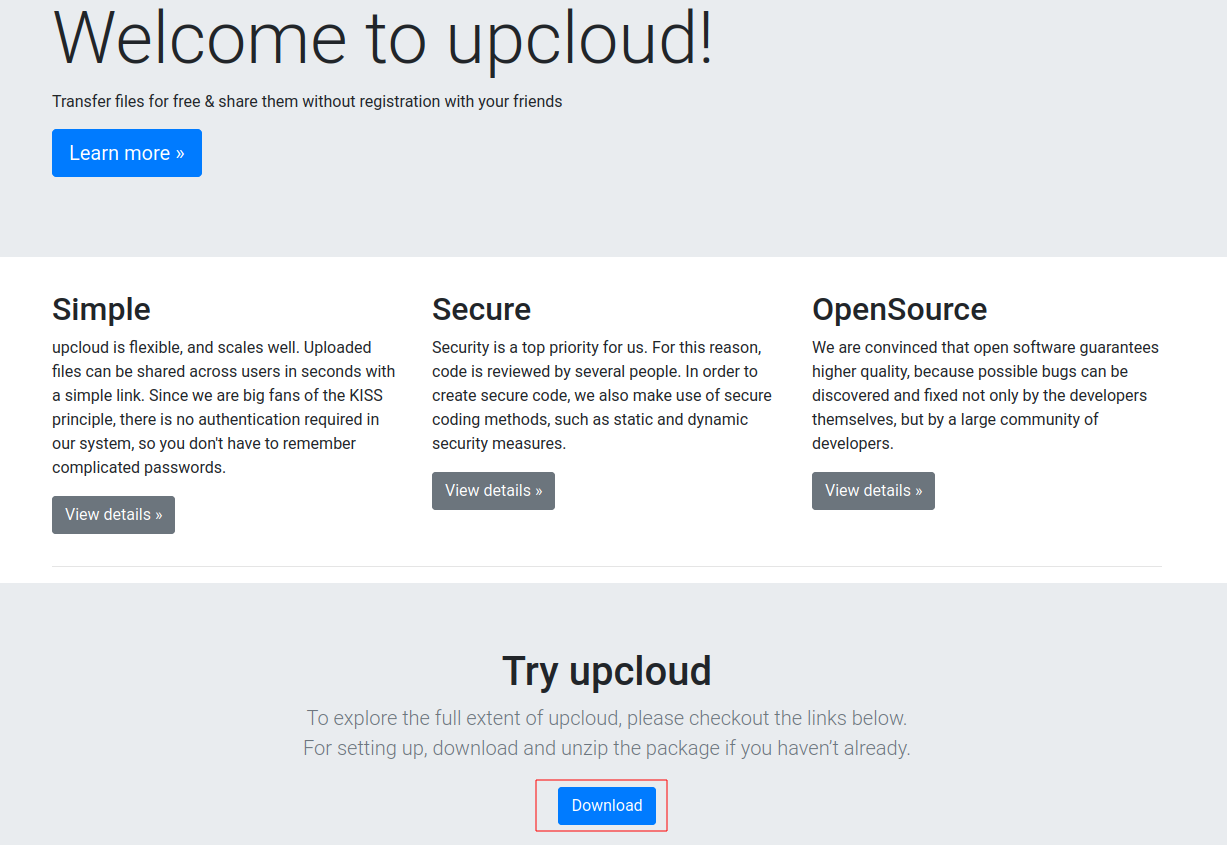 Welcome to upcloud!
Transfer files for free & share them without registration with your friends
Learn more »
Simple
upcloud is flexible, and scales well. Uploaded
files can be shared across users in seconds with
a simple link. Since we are big fans of the KISS
principle, there is no authentication required in
our system, so you don't have to remember
complicated passwords.
View details »
Secure
Security is a top priority for us. For this reason,
code is reviewed by several people. In order to
create secure code, we also make use of secure
coding methods, such as static and dynamic
security measures.
View details »
OpenSource
We are convinced that open software guarantees
higher quality, because possible bugs can be
discovered and fixed not only by the developers
themselves, but by a large community of
developers.
View details »
Try upcloud
To explore the full extent of upcloud, please checkout the links below.
For setting up, download and unzip the package if you haven’t already.
Download